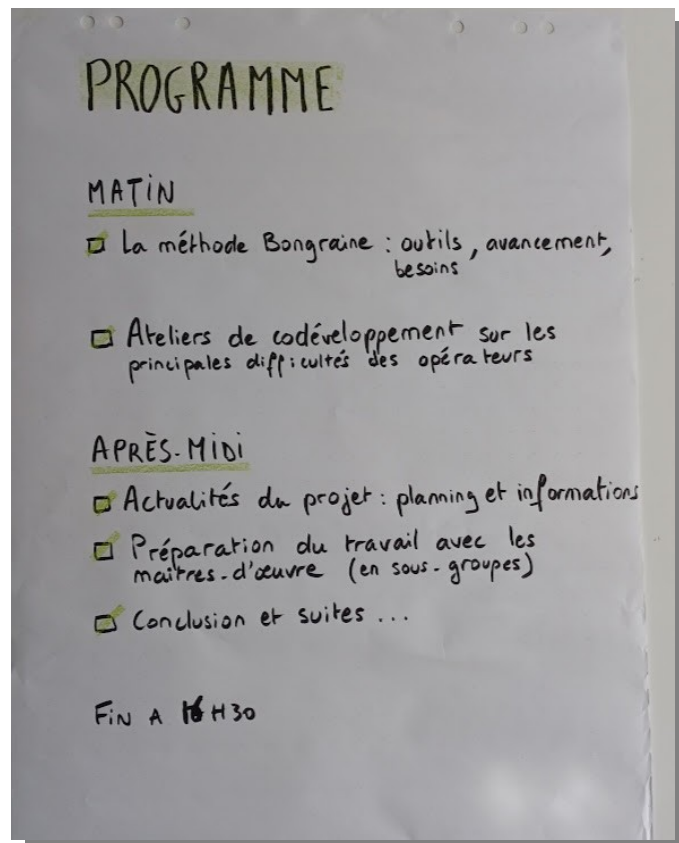 PROGRAMME
MATIN
La méthode Bongraine : outils, avancement,
besoins
Ateliers de codéveloppement sur les
principales difficultés des opérateurs
APRÈS-MIDI
Actualités du projet : planning et informations
Préparation du travail avec les
maîtres-d'œuvre (en sous-groupes)
Conclusion et suites ...
FIN A 16H30